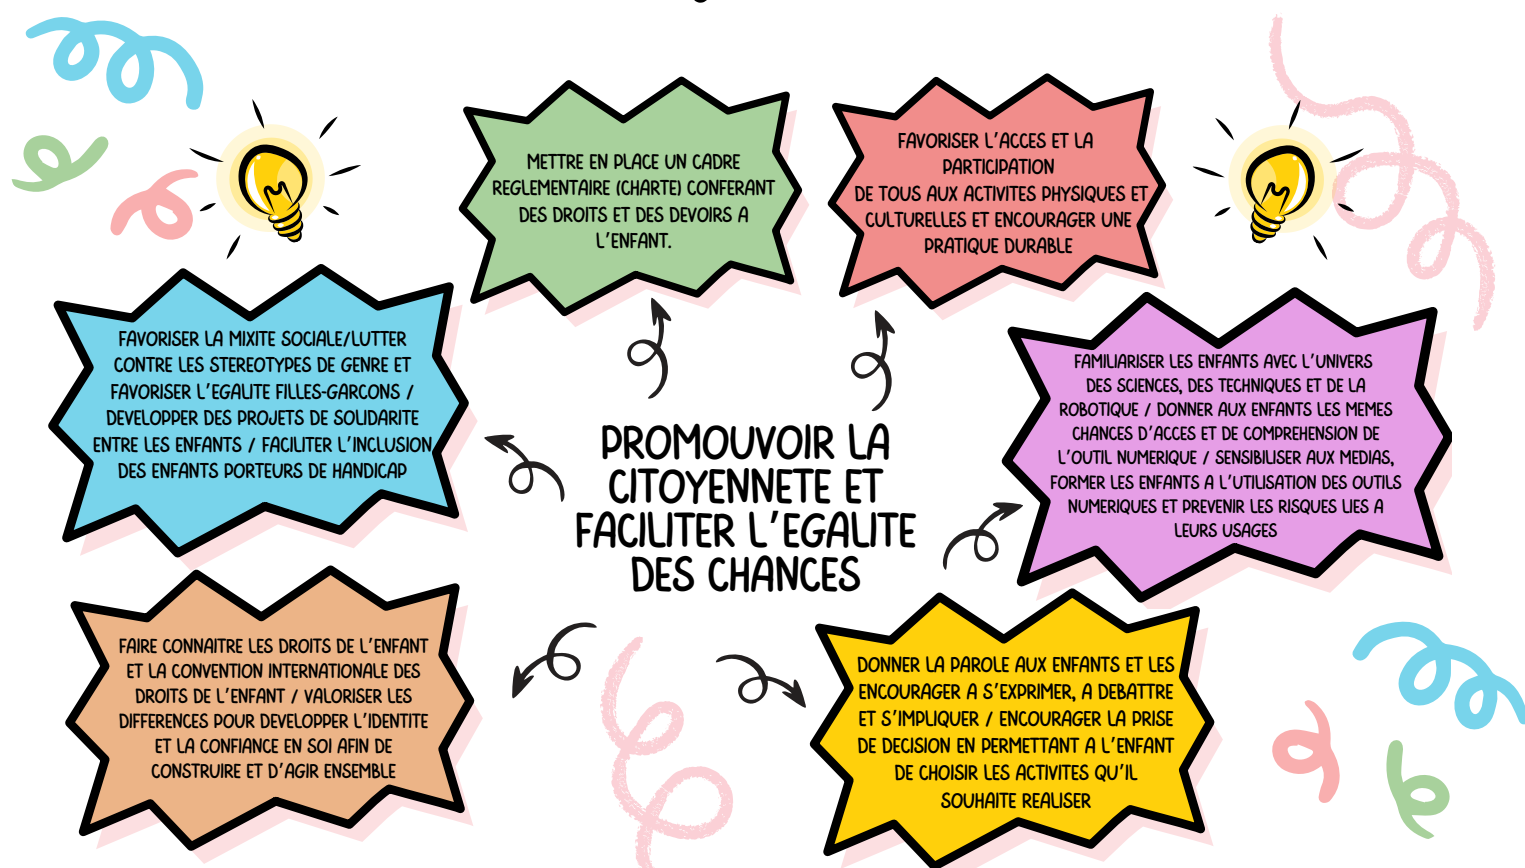 METTRE EN PLACE UN CADRE
REGLEMENTAIRE (CHARTE) CONFERANT
DES DROITS ET DES DEVOIRS A
L'ENFANT.
FAVORISER L'ACCES ET LA
PARTICIPATION
DE TOUS AUX ACTIVITES PHYSIQUES ET
CULTURELLES ET ENCOURAGER UNE
PRATIQUE DURABLE
FAVORISER LA MIXITE SOCIALE/LUTTER
CONTRE LES STEREOTYPES DE GENRE ET
FAVORISER L'EGALITE FILLES-GARCONS /
DEVELOPPER DES PROJETS DE SOLIDARITE
ENTRE LES ENFANTS / FACILITER L'INCLUSION
DES ENFANTS PORTEURS DE HANDICAP
FAMILIARISER LES ENFANTS AVEC L'UNIVERS
DES SCIENCES, DES TECHNIQUES ET DE LA
ROBOTIQUE / DONNER AUX ENFANTS LES MEMES
CHANCES D'ACCES ET DE COMPREHENSION DE
L'OUTIL NUMERIQUE / SENSIBILISER AUX MEDIAS,
FORMER LES ENFANTS A L'UTILISATION DES OUTILS
NUMERIQUES ET PREVENIR LES RISQUES LIES A
LEURS USAGES
PROMOUVOIR LA
CITOYENNETE ET
FACILITER L'EGALITE
DES CHANCES
FAIRE CONNAITRE LES DROITS DE L'ENFANT
ET LA CONVENTION INTERNATIONALE DES
DROITS DE L'ENFANT / VALORISER LES
DIFFERENCES POUR DEVELOPPER L'IDENTITE
ET LA CONFIANCE EN SOI AFIN DE
CONSTRUIRE ET D'AGIR ENSEMBLE
DONNER LA PAROLE AUX ENFANTS ET LES
ENCOURAGER A S'EXPRIMER, A DEBATTRE
ET S'IMPLIQUER / ENCOURAGER LA PRISE
DE DECISION EN PERMETTANT A L'ENFANT
DE CHOISIR LES ACTIVITES QU'IL
SOUHAITE REALISER